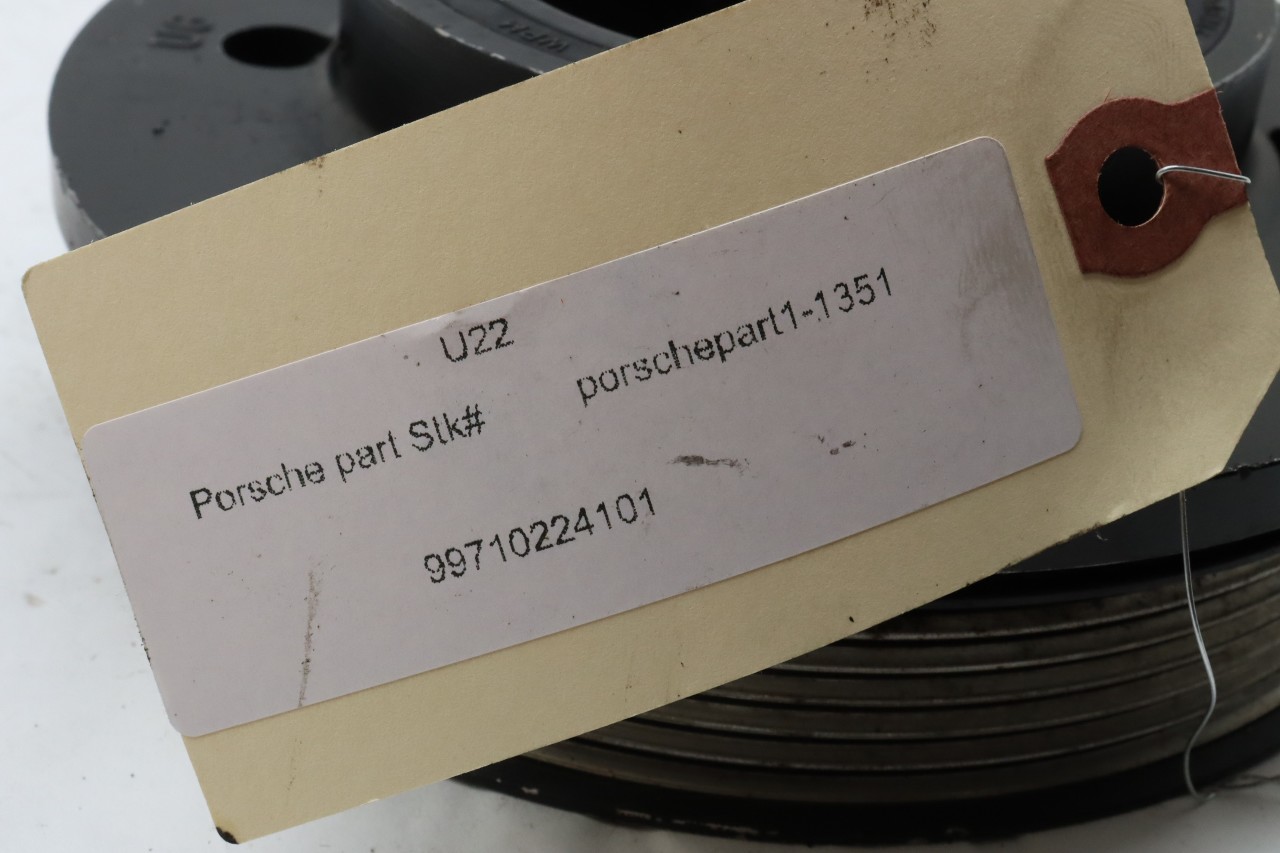 U22
Porsche part Stk# porschepart1-1351
99710224101